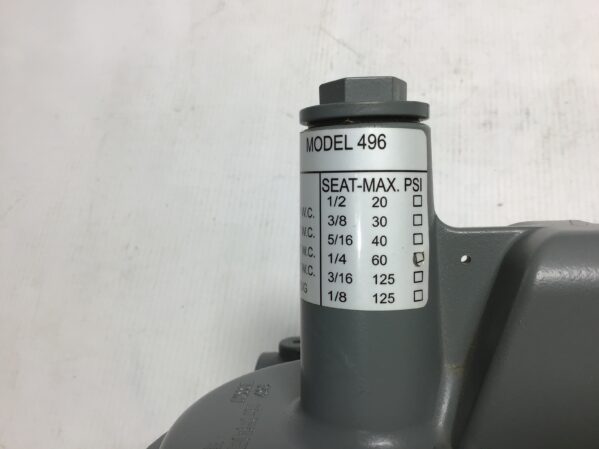 MODEL 496
SEAT-MAX. PSI
1/2 20
3/8 30
5/16 40
1/4 60
3/16 125
1/8 125
W.C.
W.C.
W.C.
W.C.